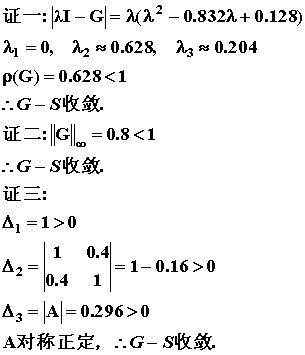 证一:|λI－G|=λ(λ²－0.832λ+0.128)
λ₁=0, λ₂≈0.628, λ₃≈0.204
ρ(G)=0.628<1
∴G－S收敛.
证二:‖G‖∞=0.8<1
∴G－S收敛.
证三:
Δ₁=1>0
Δ₂=|1 0.4|=1－0.16>0
|0.4 1|
Δ₃=|A|=0.296>0
A对称正定, ∴G－S收敛.